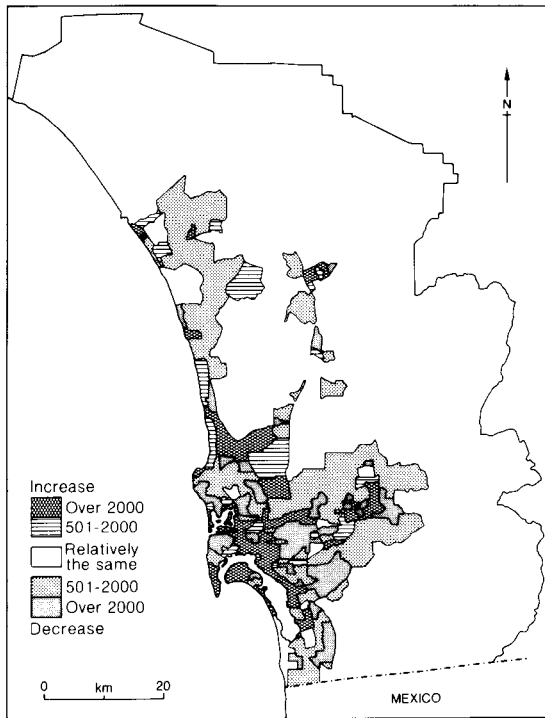 N
Increase
Over 2000
501-2000
Relatively
the same
501-2000
Over 2000
Decrease
0 km 20
MEXICO